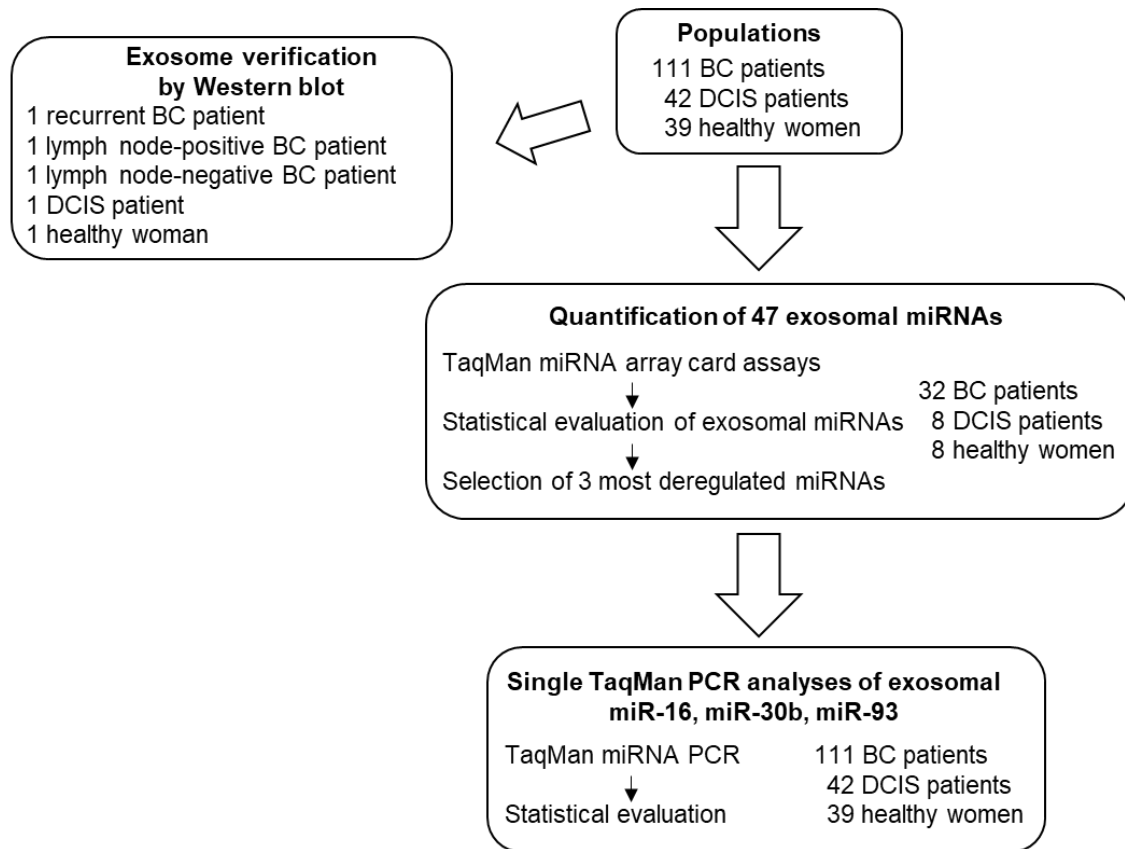 Populations
111 BC patients
42 DCIS patients
39 healthy women
Exosome verification
by Western blot
1 recurrent BC patient
1 lymph node-positive BC patient
1 lymph node-negative BC patient
1 DCIS patient
1 healthy woman
Quantification of 47 exosomal miRNAs
TaqMan miRNA array card assays
Statistical evaluation of exosomal miRNAs
Selection of 3 most deregulated miRNAs
32 BC patients
8 DCIS patients
8 healthy women
Single TaqMan PCR analyses of exosomal
miR-16, miR-30b, miR-93
TaqMan miRNA PCR
Statistical evaluation
111 BC patients
42 DCIS patients
39 healthy women